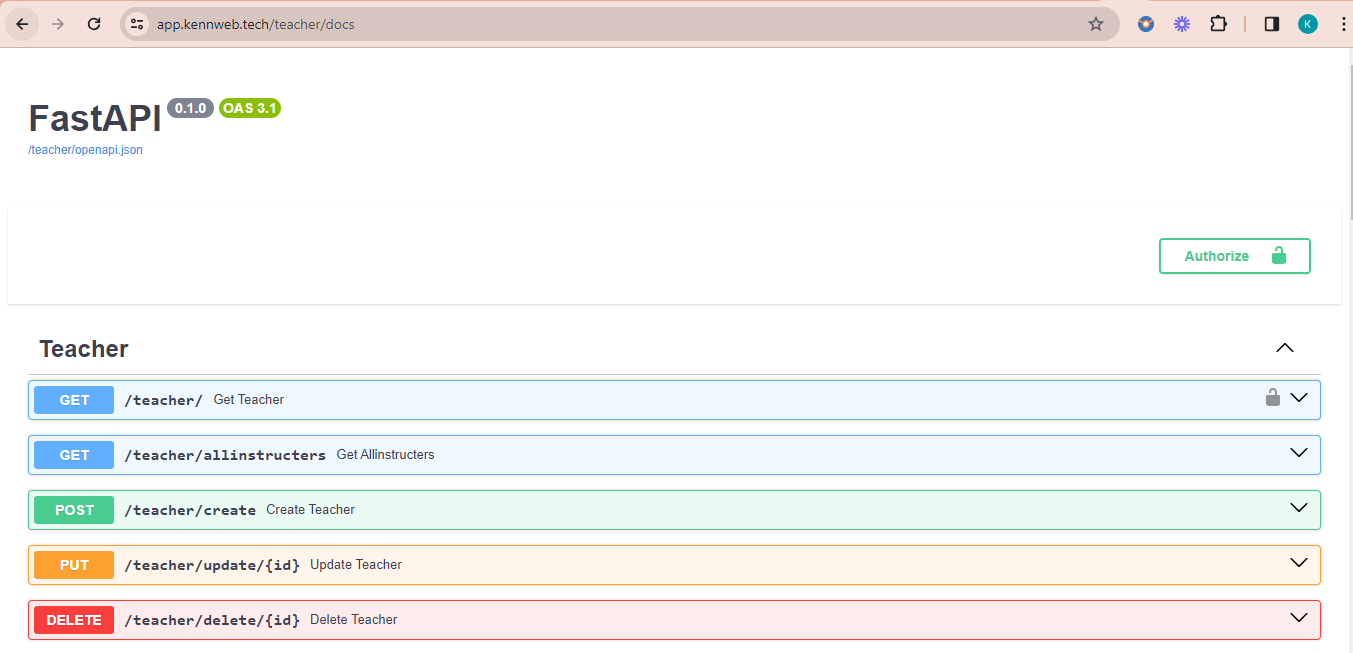 app.kennweb.tech/teacher/docs
K
FastAPI 0.1.0 OAS 3.1
/teacher/openapi.json
Authorize
Teacher
GET /teacher/ Get Teacher
GET /teacher/allinstructers Get Allinstructers
POST /teacher/create Create Teacher
PUT /teacher/update/{id} Update Teacher
DELETE /teacher/delete/{id} Delete Teacher